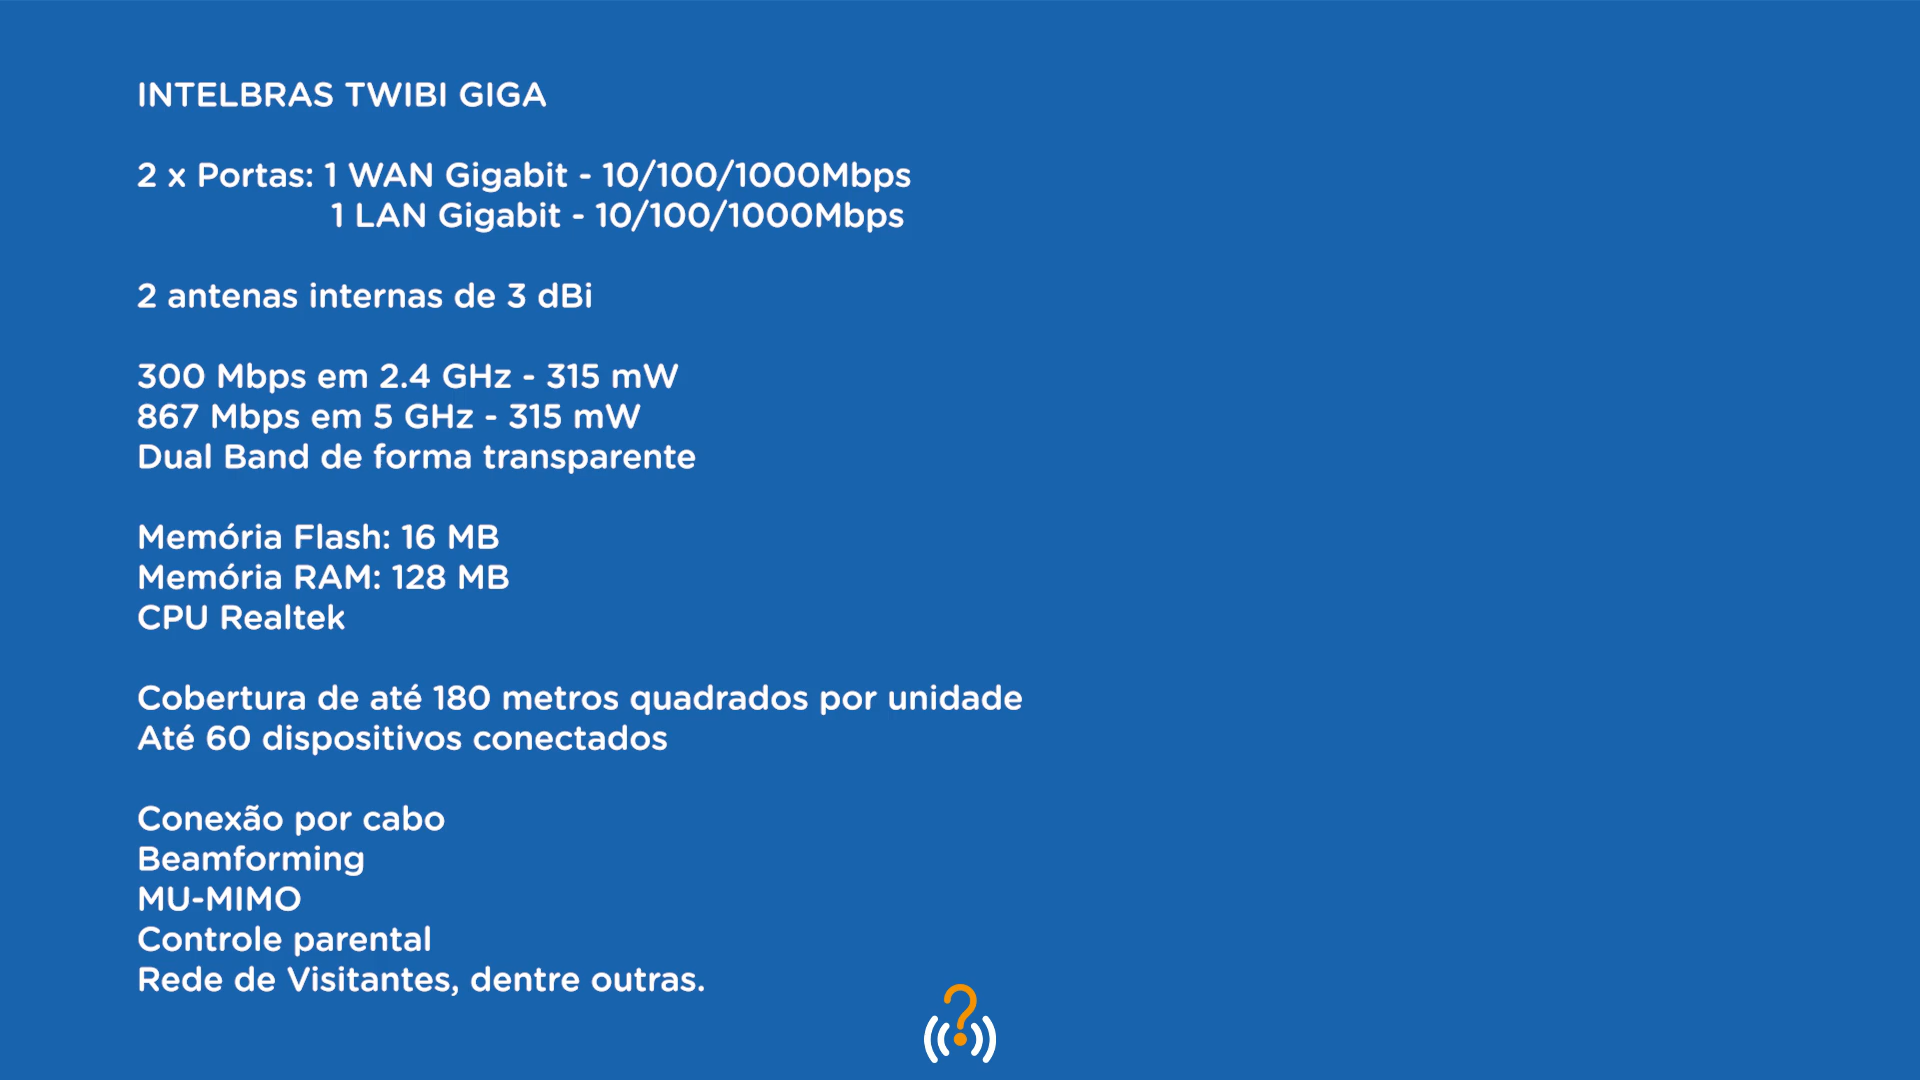 INTELBRAS TWIBI GIGA
2 x Portas: 1 WAN Gigabit - 10/100/1000Mbps
1 LAN Gigabit - 10/100/1000Mbps
2 antenas internas de 3 dBi
300 Mbps em 2.4 GHz - 315 mW
867 Mbps em 5 GHz - 315 mW
Dual Band de forma transparente
Memória Flash: 16 MB
Memória RAM: 128 MB
CPU Realtek
Cobertura de até 180 metros quadrados por unidade
Até 60 dispositivos conectados
Conexão por cabo
Beamforming
MU-MIMO
Controle parental
Rede de Visitantes, dentre outras.